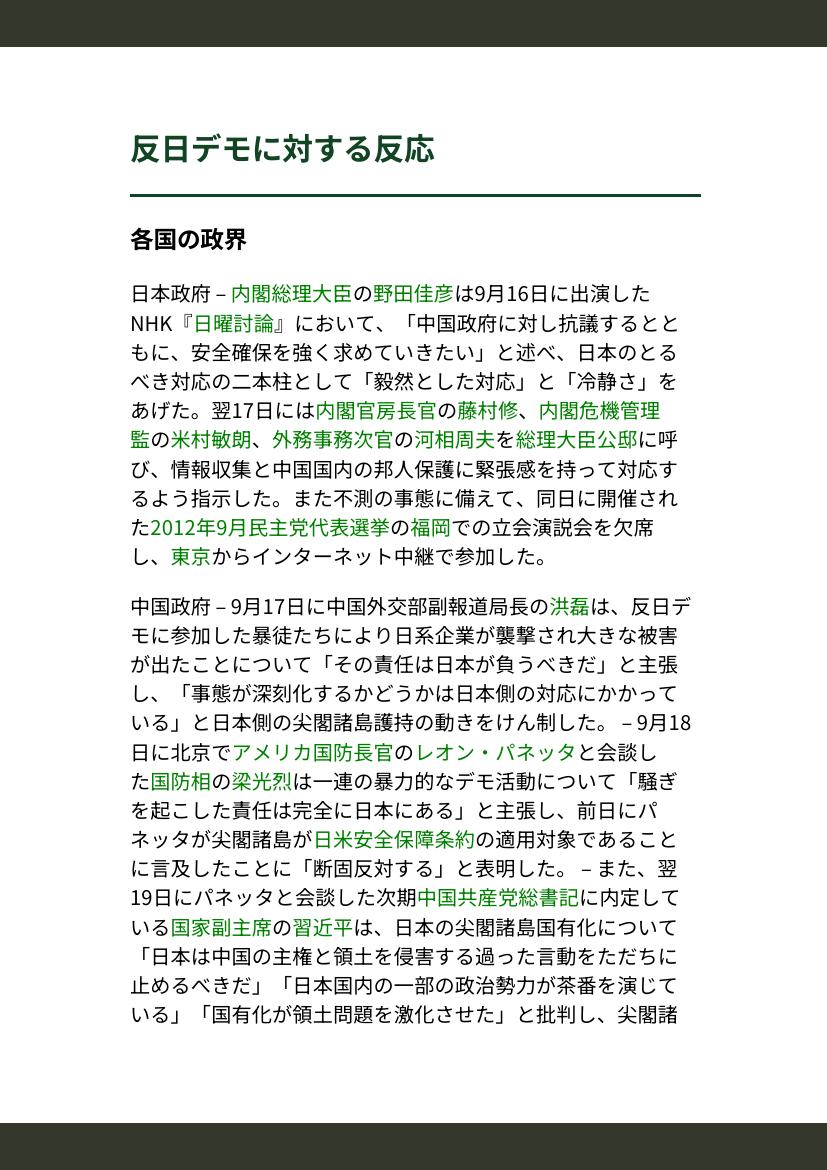 反日デモに対する反応
各国の政界
日本政府 – 内閣総理大臣の野田佳彦は9月16日に出演した
NHK『日曜討論』において、「中国政府に対し抗議するとと
もに、安全確保を強く求めていきたい」と述べ、日本のとる
べき対応の二本柱として「毅然とした対応」と「冷静さ」を
あげた。翌17日には内閣官房長官の藤村修、内閣危機管理
監の米村敏朗、外務事務次官の河相周夫を総理大臣公邸に呼
び、情報収集と中国国内の邦人保護に緊張感を持って対応す
るよう指示した。また不測の事態に備えて、同日に開催され
た2012年9月民主党代表選挙の福岡での立会演説会を欠席
し、東京からインターネット中継で参加した。
中国政府 – 9月17日に中国外交部副報道局長の洪磊は、反日デ
モに参加した暴徒たちにより日系企業が襲撃され大きな被害
が出たことについて「その責任は日本が負うべきだ」と主張
し、「事態が深刻化するかどうかは日本側の対応にかかって
いる」と日本側の尖閣諸島護持の動きをけん制した。 – 9月18
日に北京でアメリカ国防長官のレオン・パネッタと会談し
た国防相の梁光烈は一連の暴力的なデモ活動について「騒ぎ
を起こした責任は完全に日本にある」と主張し、前日にパ
ネッタが尖閣諸島が日米安全保障条約の適用対象であること
に言及したことに「断固反対する」と表明した。 – また、翌
19日にパネッタと会談した次期中国共産党総書記に内定して
いる国家副主席の習近平は、日本の尖閣諸島国有化について
「日本は中国の主権と領土を侵害する過った言動をただちに
止めるべきだ」「日本国内の一部の政治勢力が茶番を演じて
いる」「国有化が領土問題を激化させた」と批判し、尖閣諸